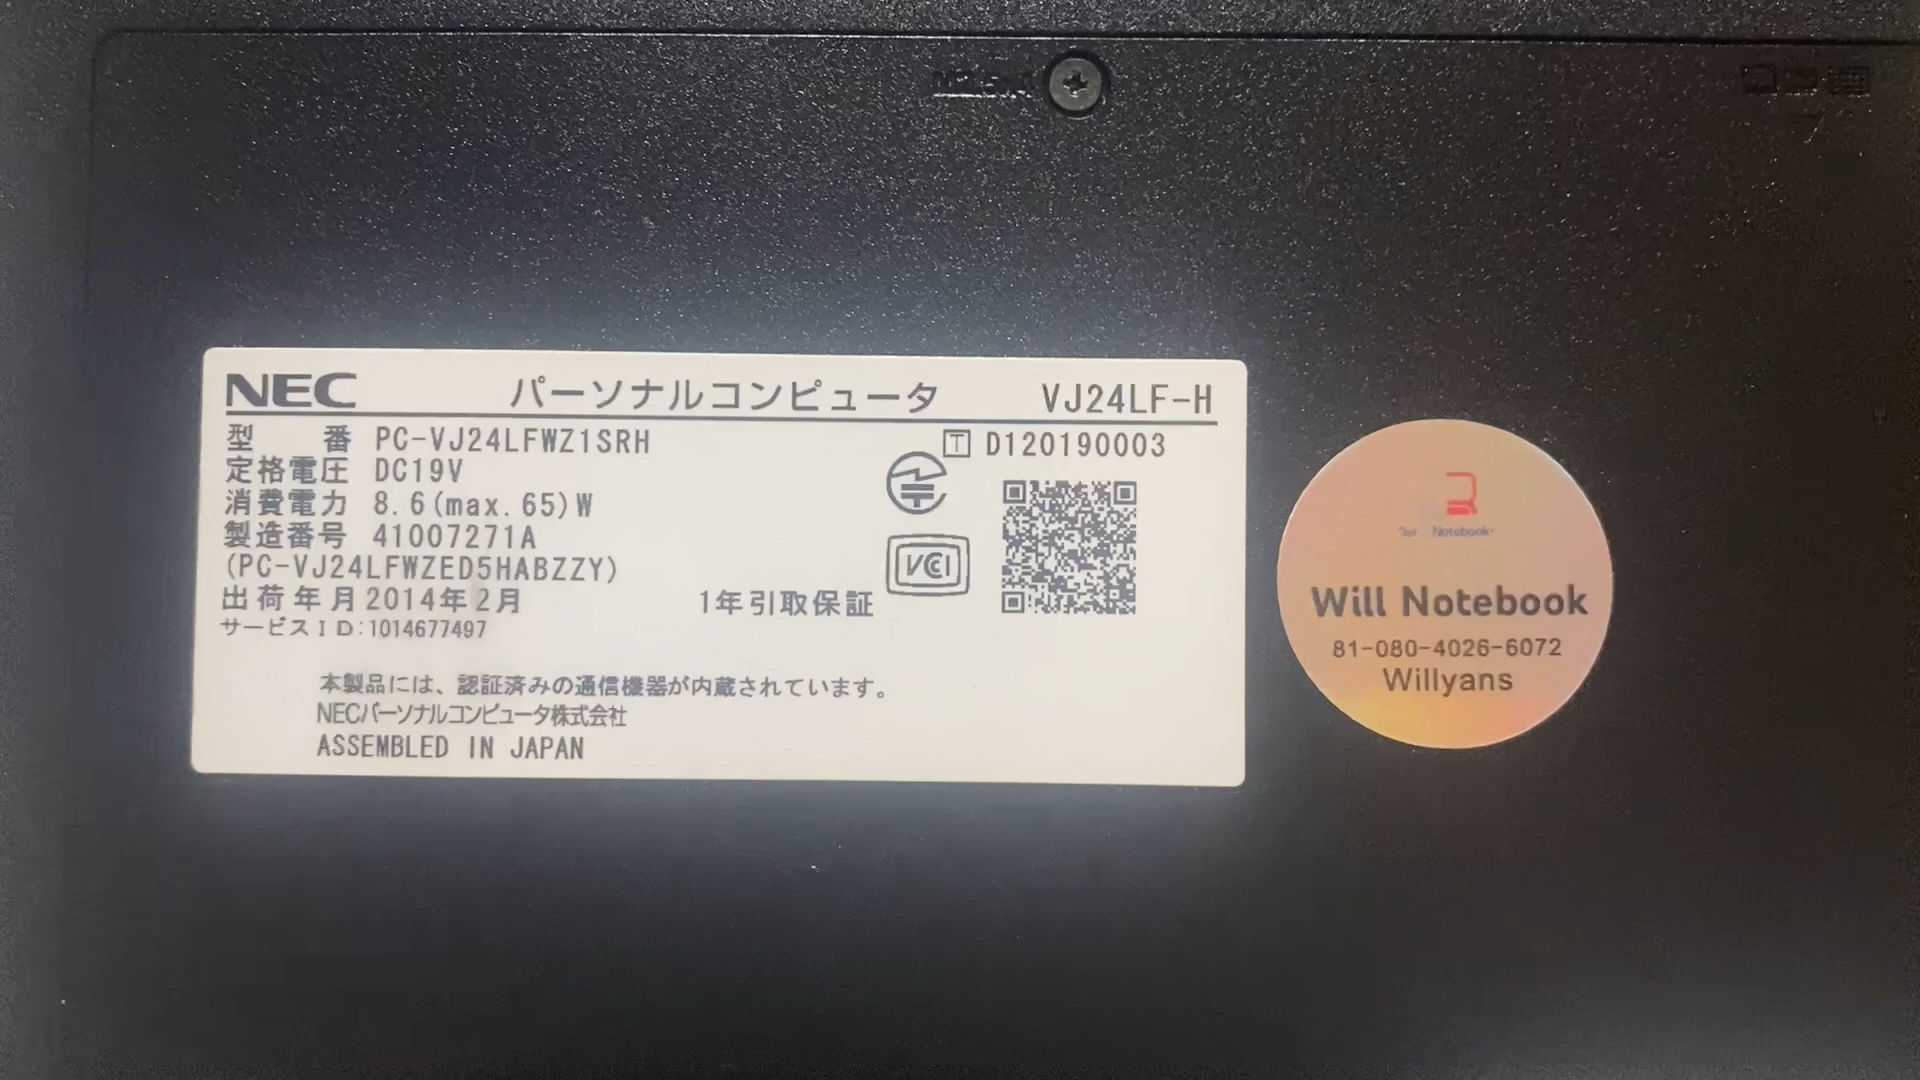 NEC パーソナルコンピュータ VJ24LF-H
型 番 PC-VJ24LFWZ1SRH
T D120190003
定格電圧 DC19V
消費電力 8.6(max.65)W
製造番号 41007271A
(PC-VJ24LFWZED5HABZZY)
VCCI
出荷年月 2014年2月 1年引取保証
サービスID:1014677497
本製品には、認証済みの通信機器が内蔵されています。
NECパーソナルコンピュータ株式会社
ASSEMBLED IN JAPAN
Notebook
Will Notebook
81-080-4026-6072
Willyans